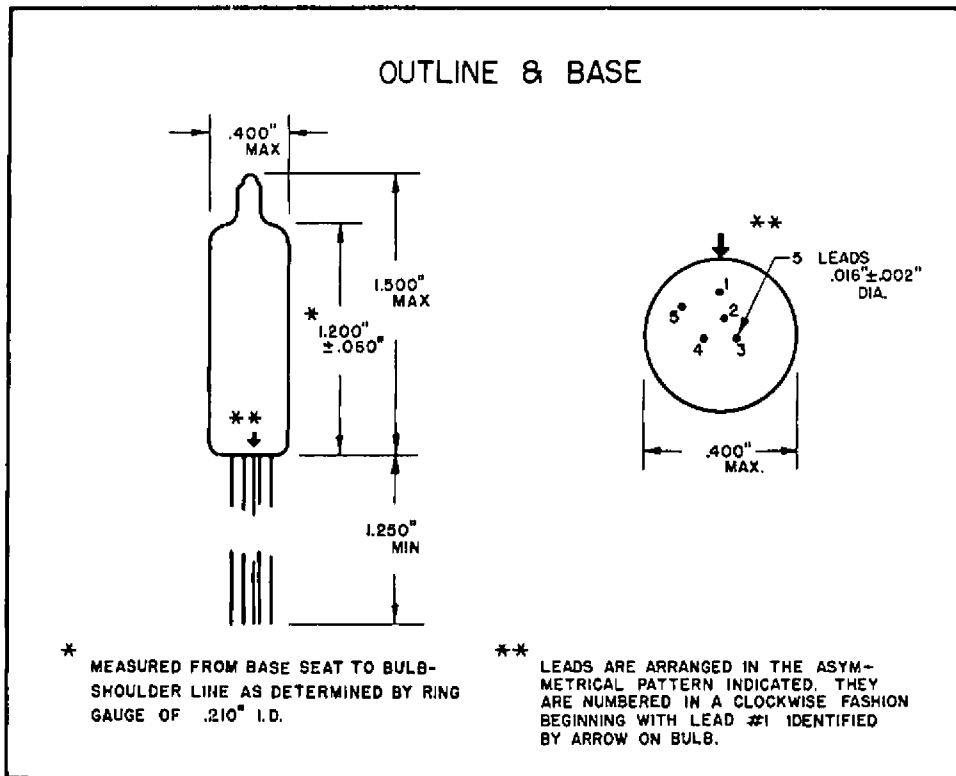 OUTLINE & BASE
.400"
MAX
1.500"
MAX
*
1.200"
±.060"
**
1.250"
MIN
**
5 LEADS
.016"±.002"
DIA.
1
2
3
4
5
.400"
MAX.
*
MEASURED FROM BASE SEAT TO BULB-
SHOULDER LINE AS DETERMINED BY RING
GAUGE OF .210" I.D.
**
LEADS ARE ARRANGED IN THE ASYM-
METRICAL PATTERN INDICATED. THEY
ARE NUMBERED IN A CLOCKWISE FASHION
BEGINNING WITH LEAD #1 IDENTIFIED
BY ARROW ON BULB.